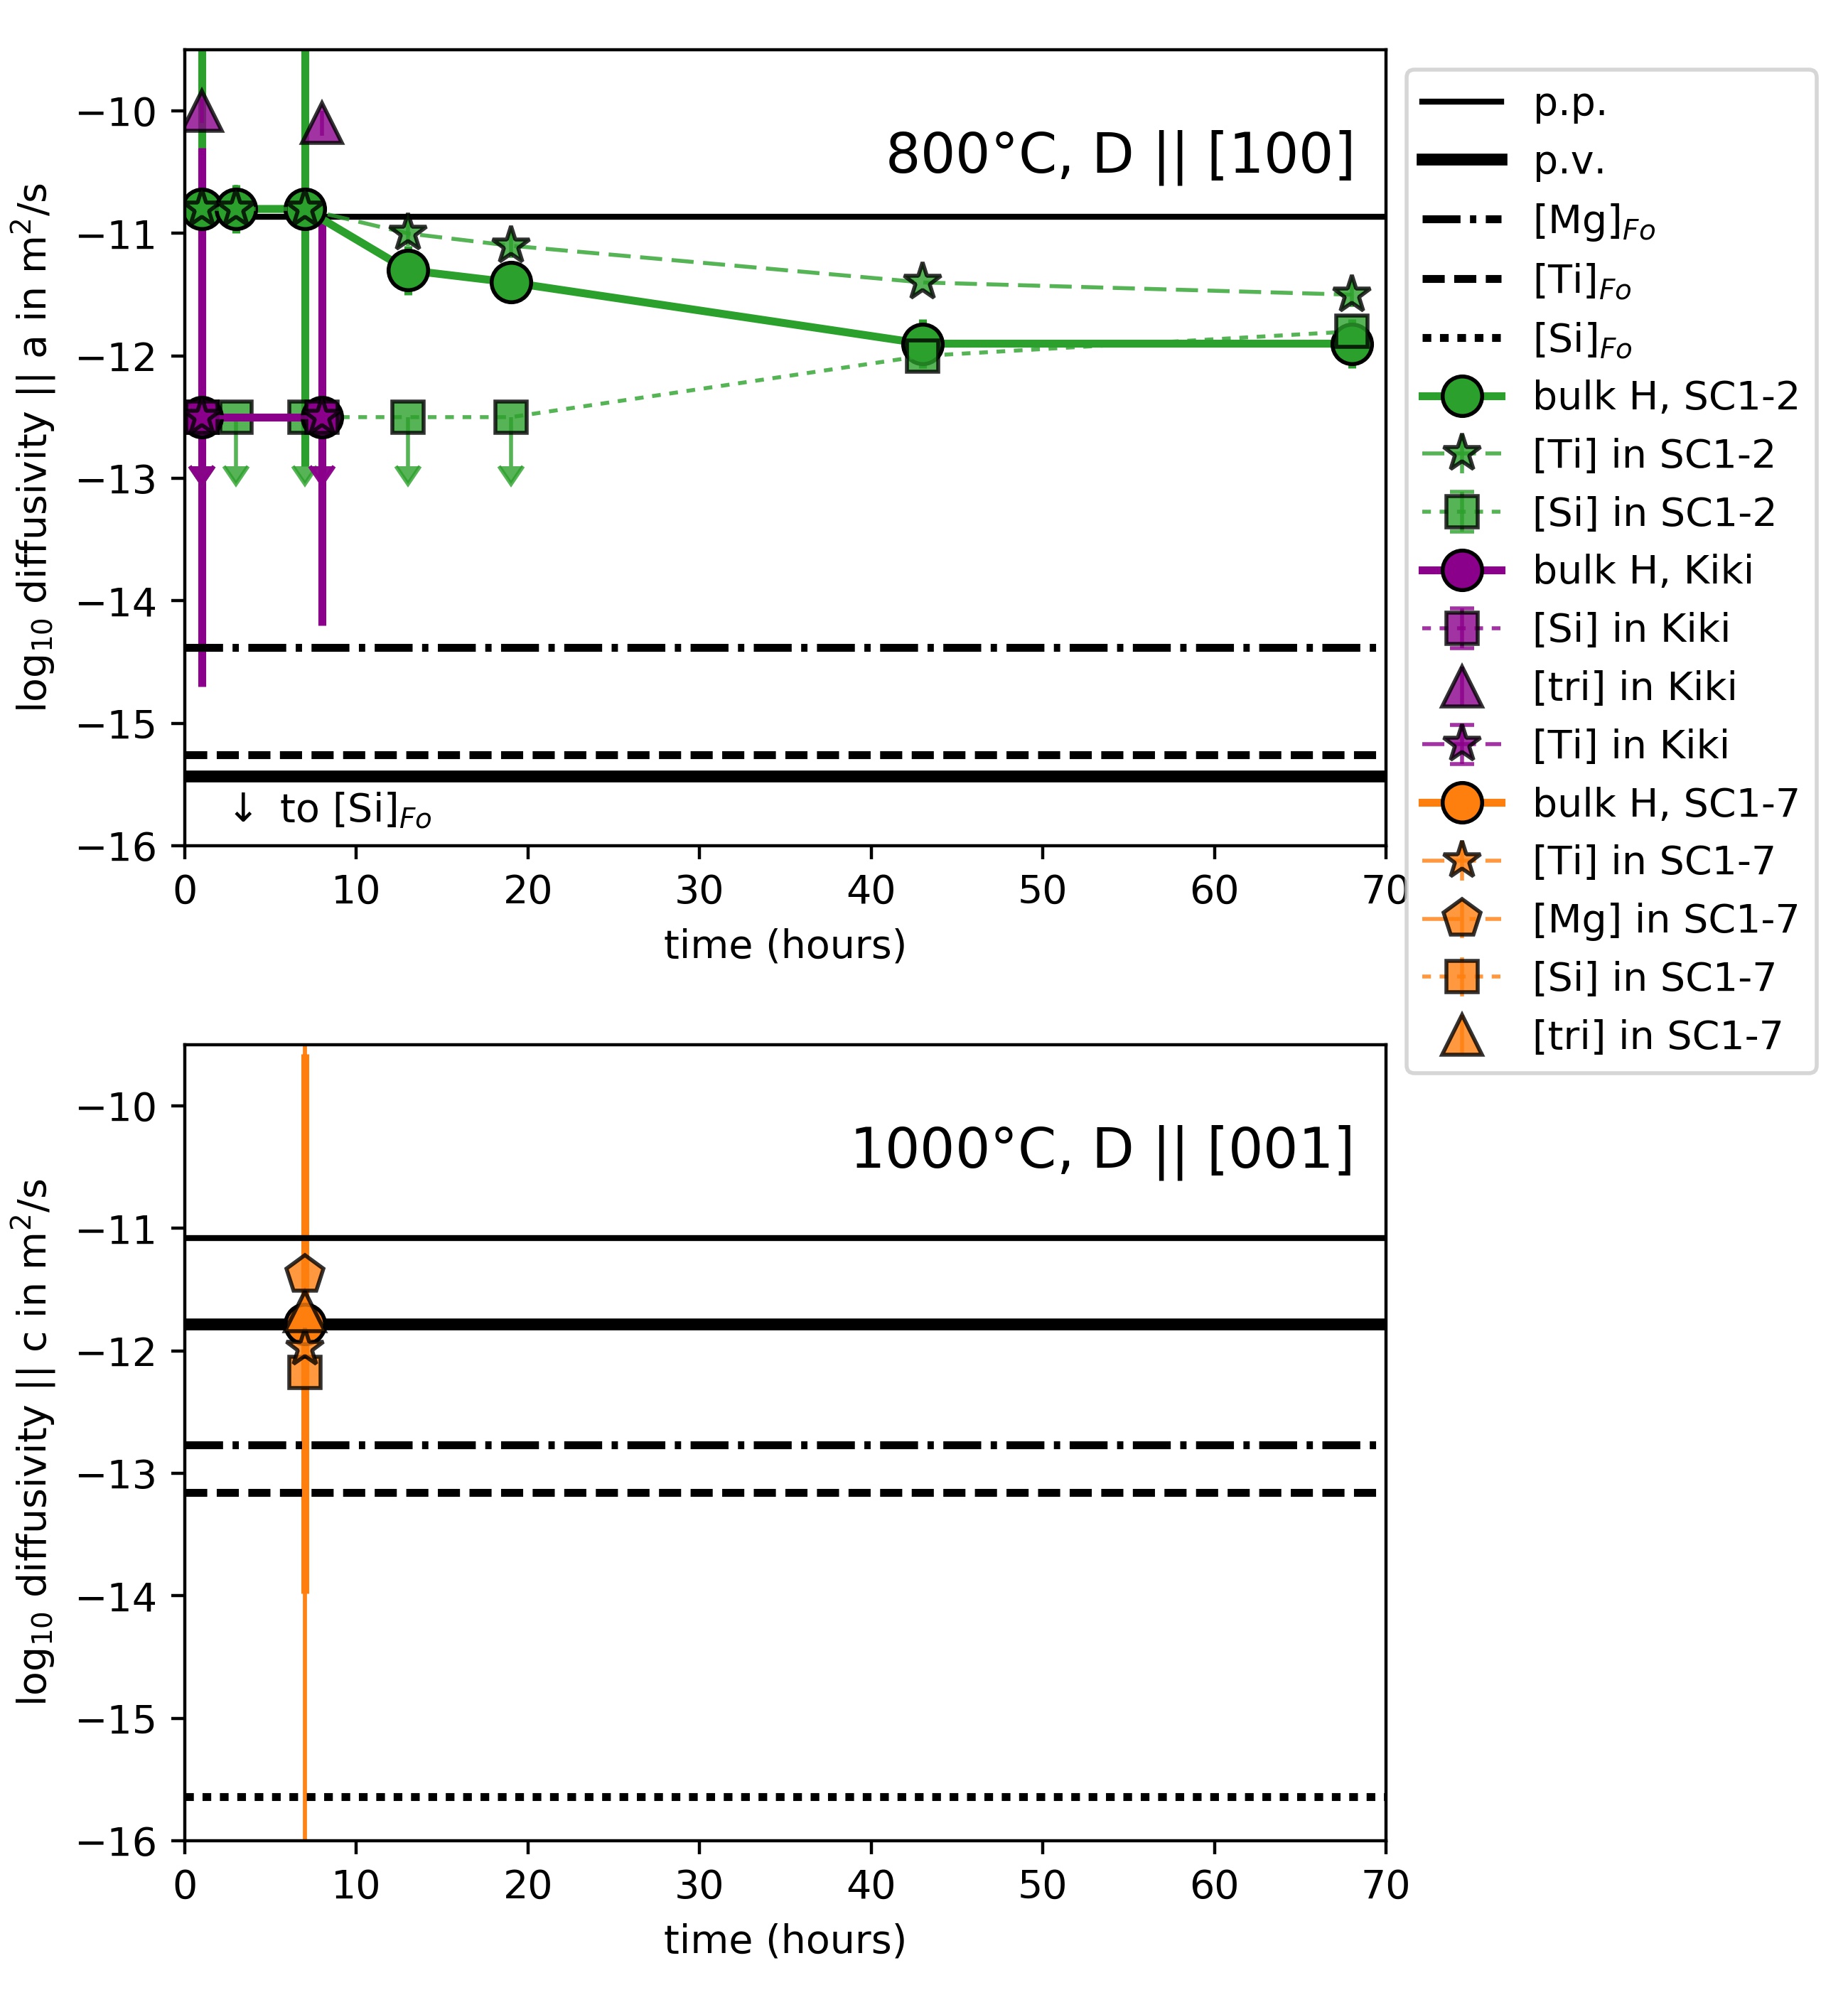 800°C, D || [100]
log₁₀ diffusivity || a in m²/s
−10
−11
−12
−13
−14
−15
−16
↓ to [Si]Fo
0 10 20 30 40 50 60 70
time (hours)
p.p.
p.v.
[Mg]Fo
[Ti]Fo
[Si]Fo
bulk H, SC1-2
[Ti] in SC1-2
[Si] in SC1-2
bulk H, Kiki
[Si] in Kiki
[tri] in Kiki
[Ti] in Kiki
bulk H, SC1-7
[Ti] in SC1-7
[Mg] in SC1-7
[Si] in SC1-7
[tri] in SC1-7
1000°C, D || [001]
log₁₀ diffusivity || c in m²/s
−10
−11
−12
−13
−14
−15
−16
0 10 20 30 40 50 60 70
time (hours)